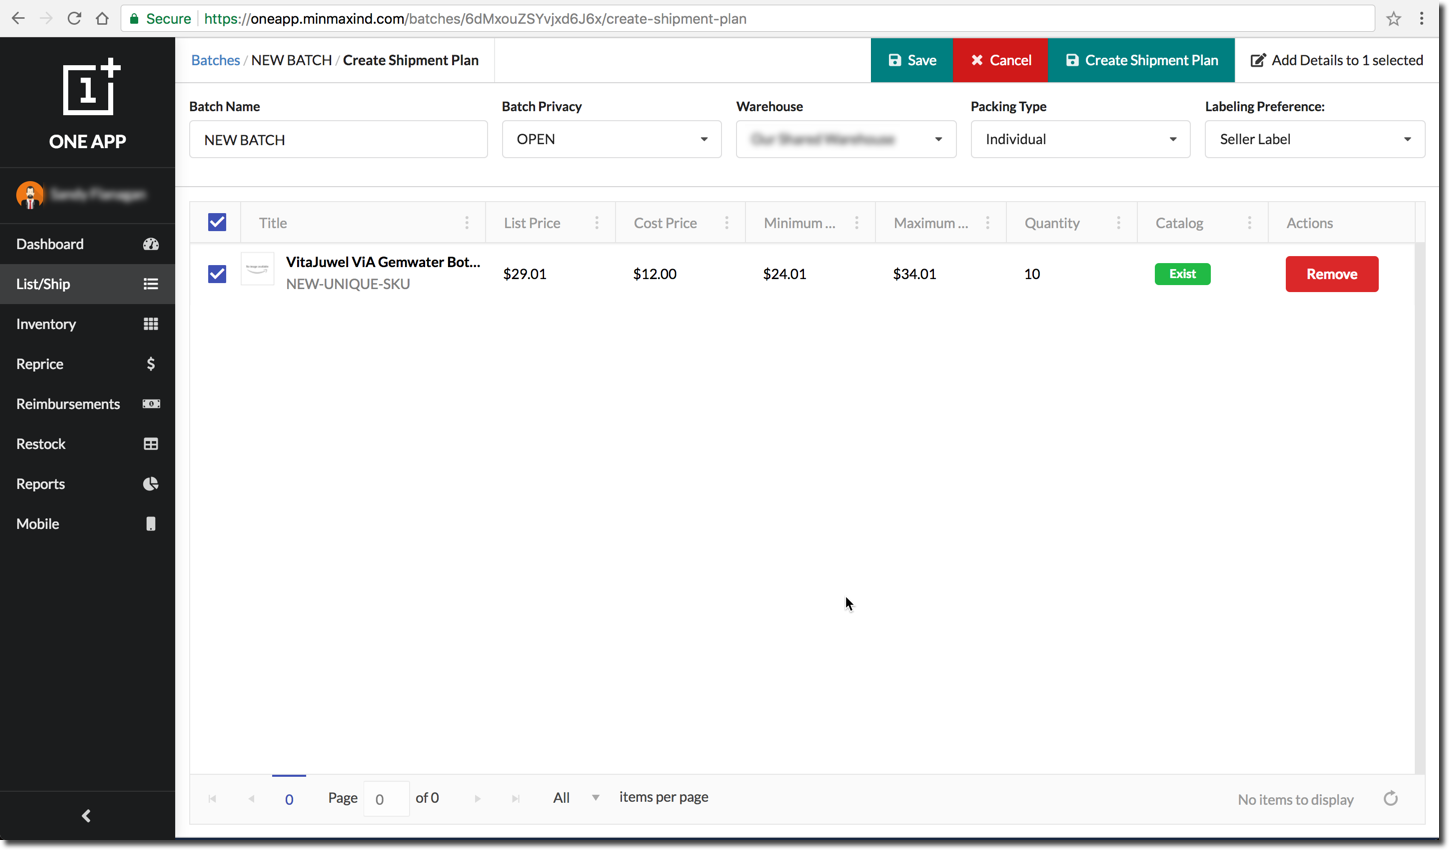 Secure https://oneapp.minmaxind.com/batches/6dMxouZSYvjxd6J6x/create-shipment-plan
1
ONE APP
Dashboard
List/Ship
Inventory
Reprice
$
Reimbursements
Restock
Reports
Mobile
Batches / NEW BATCH / Create Shipment Plan
Save
Cancel
Create Shipment Plan
Add Details to 1 selected
Batch Name Batch Privacy Warehouse Packing Type Labeling Preference:
NEW BATCH OPEN Our Shared Warehouse Individual Seller Label
Title List Price Cost Price Minimum ... Maximum ... Quantity Catalog Actions
VitaJuwel ViA Gemwater Bot...
NEW-UNIQUE-SKU
$29.01 $12.00 $24.01 $34.01 10 Exist Remove
0 Page 0 of 0 All items per page No items to display